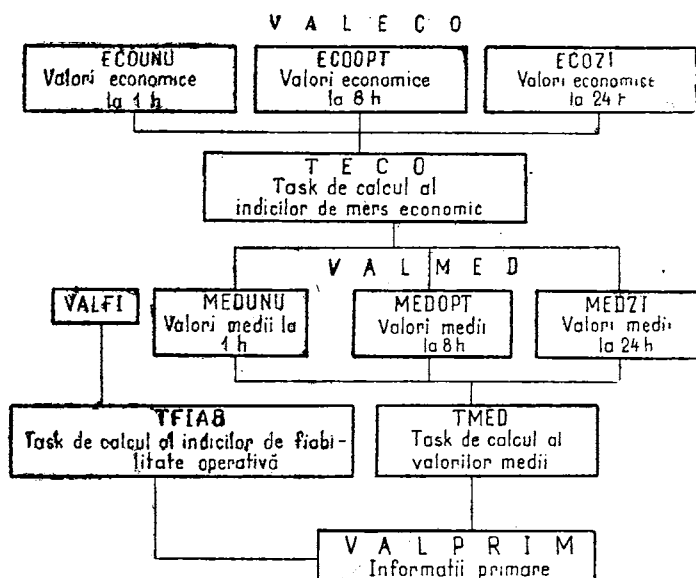 V A L E C O
ECOUNU
Valori economice
la 1 h
ECOOPT
Valori economice
la 8 h
ECOZI
Valori economice
la 24 h
T E C O
Task de calcul al
indicilor de mers economic
V A L M E D
VALFI
MEDUNU
Valori medii la
1 h
MEDOPT
Valori medii
la 8 h
MEDZI
Valori medii
la 24 h
TFIAB
Task de calcul al indicilor de fiabi-
litate operativă
TMED
Task de calcul al
valorilor medii
V A L P R I M
Informații primare